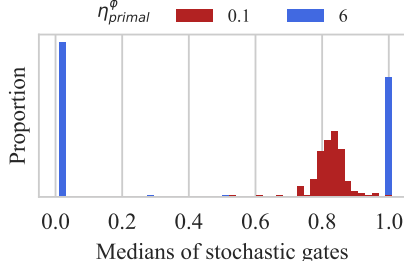 η^φ_primal 0.1 6
Proportion
0.0 0.2 0.4 0.6 0.8 1.0
Medians of stochastic gates